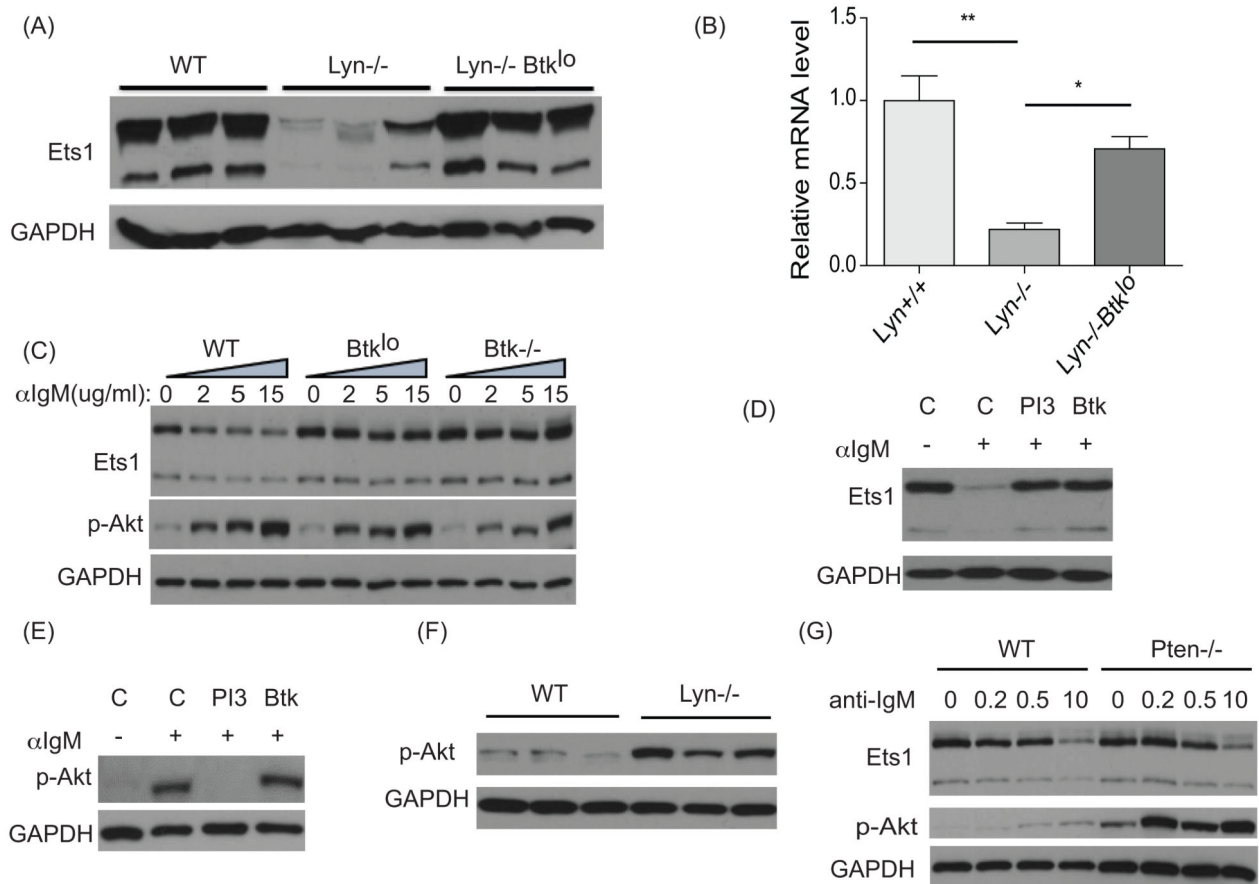 (A)
WT Lyn-/- Lyn-/- Btklo
Ets1
GAPDH
(B)
Relative mRNA level
1.5
1.0
0.5
0.0
**
*
Lyn+/+ Lyn-/- Lyn-/-Btklo
(C)
WT Btklo Btk-/-
αIgM(ug/ml): 0 2 5 15 0 2 5 15 0 2 5 15
Ets1
p-Akt
GAPDH
(D)
C C PI3 Btk
αIgM - + + +
Ets1
GAPDH
(E)
C C PI3 Btk
αIgM - + + +
p-Akt
GAPDH
(F)
WT Lyn-/-
p-Akt
GAPDH
(G)
WT Pten-/-
anti-IgM 0 0.2 0.5 10 0 0.2 0.5 10
Ets1
p-Akt
GAPDH